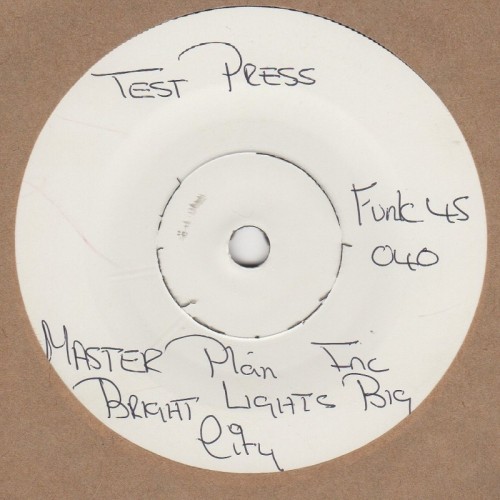 TEST PRESS
Funk 45
040
MASTER Plan Inc
BRIGHT LIGHTS BIG
City